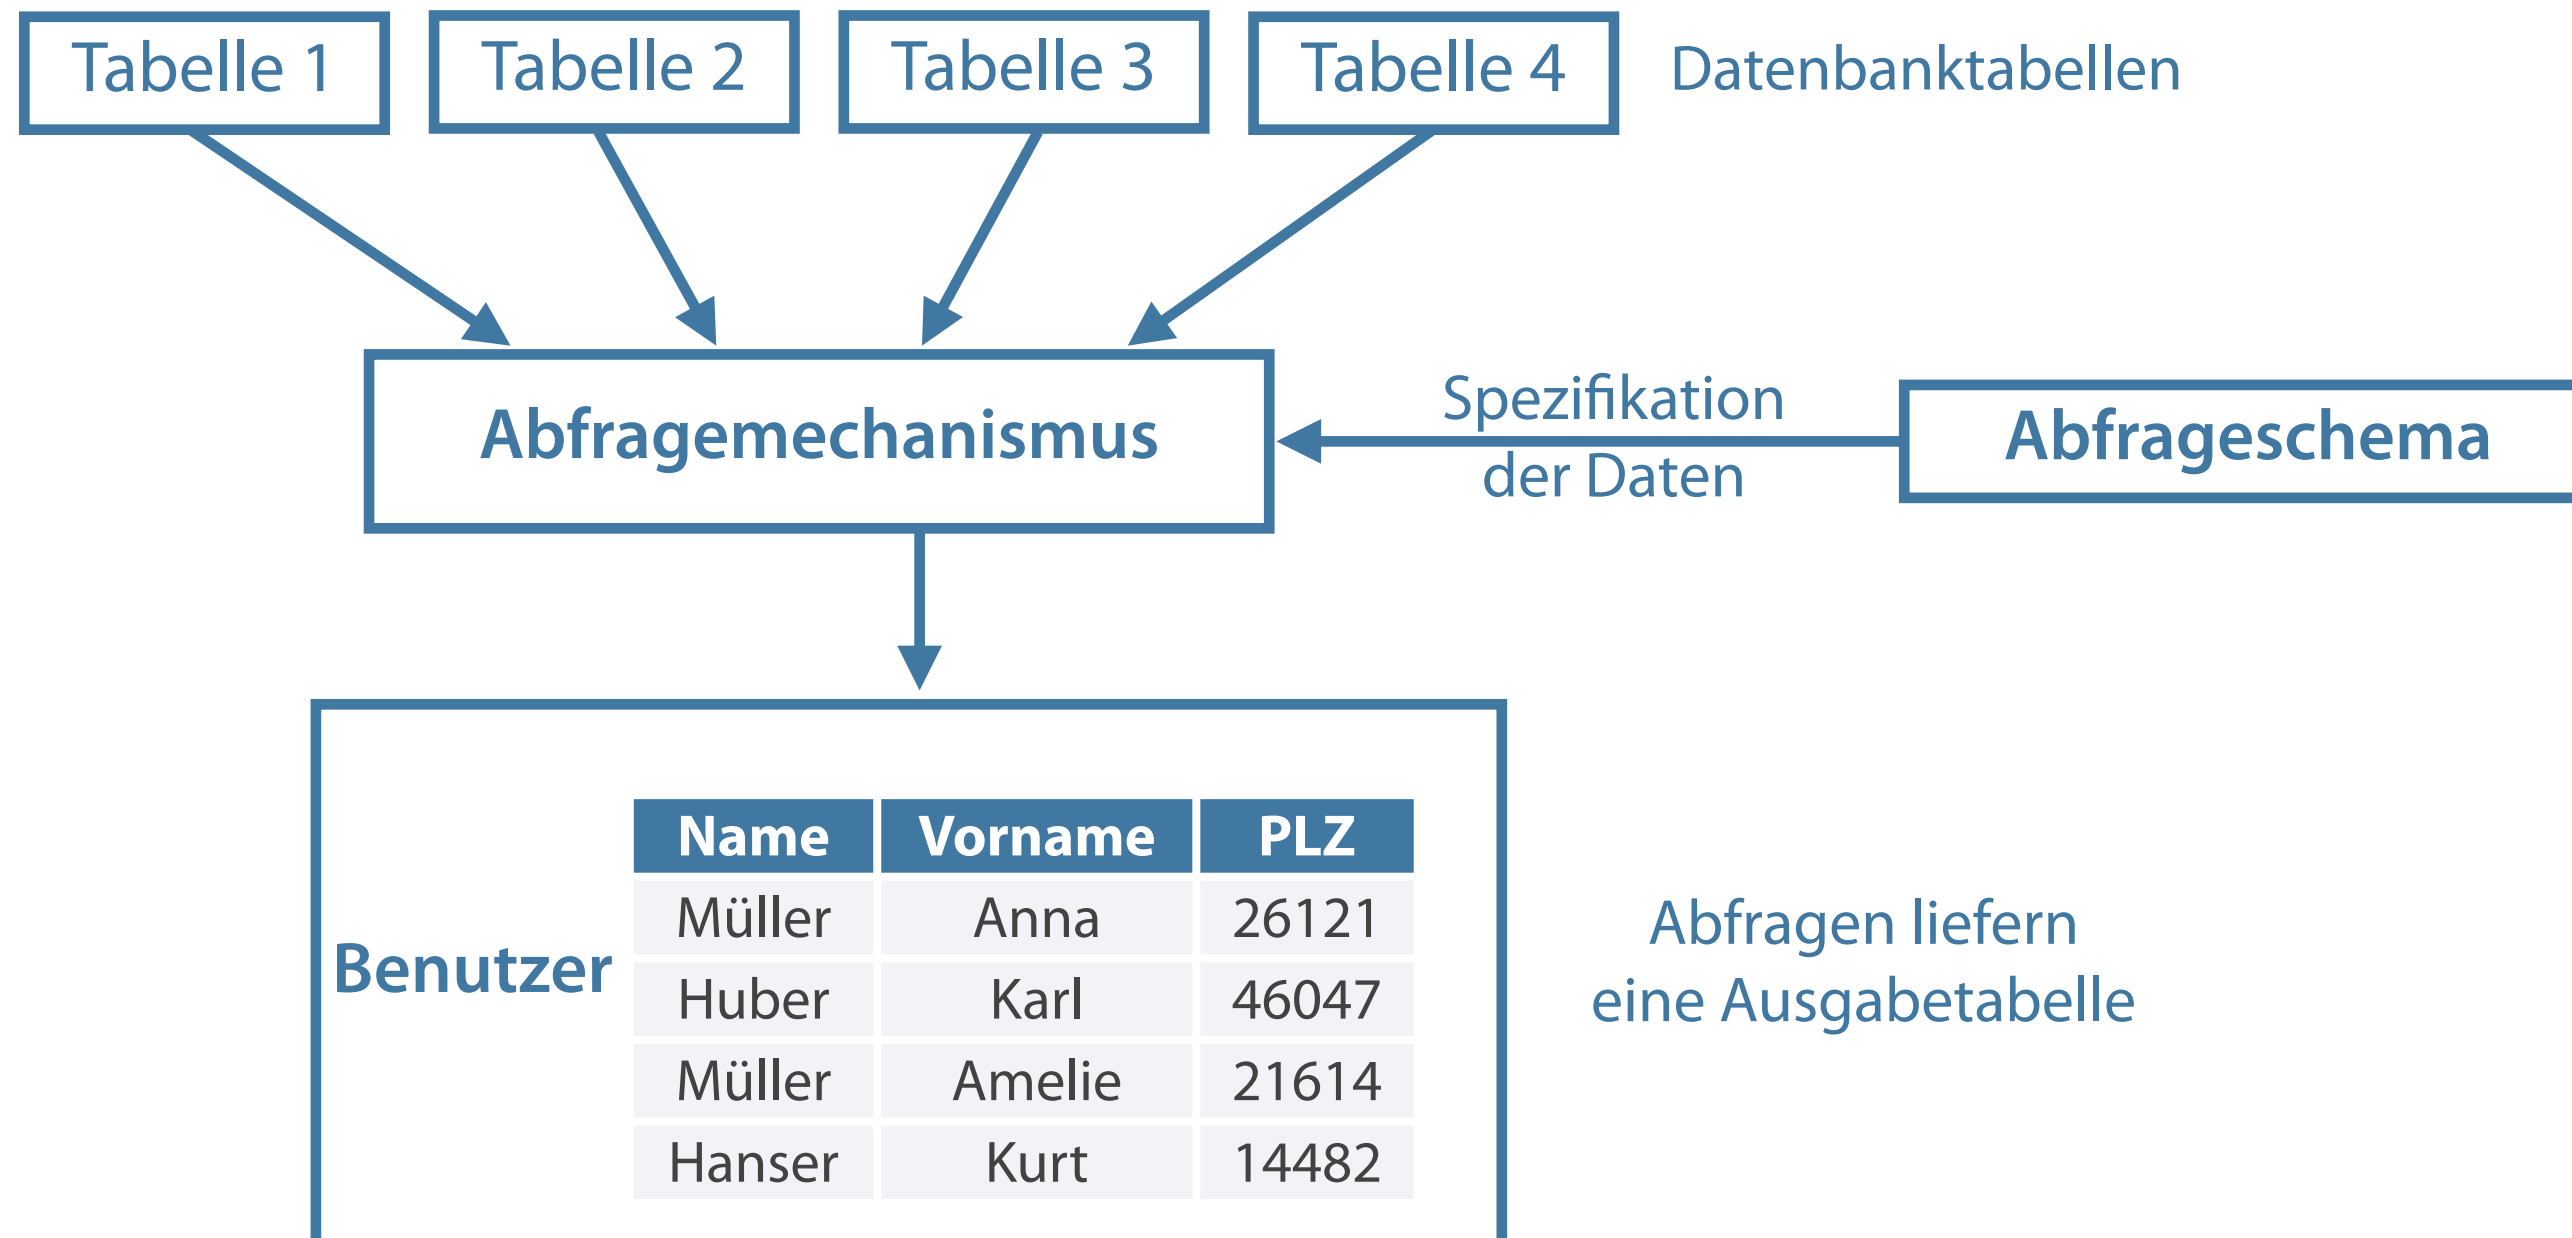 Tabelle 1 Tabelle 2 Tabelle 3 Tabelle 4 Datenbanktabellen
Spezifikation
der Daten
Abfragemechanismus
Abfrageschema
Benutzer
Name Vorname PLZ
Müller Anna 26121
Huber Karl 46047
Müller Amelie 21614
Hanser Kurt 14482
Abfragen liefern
eine Ausgabetabelle